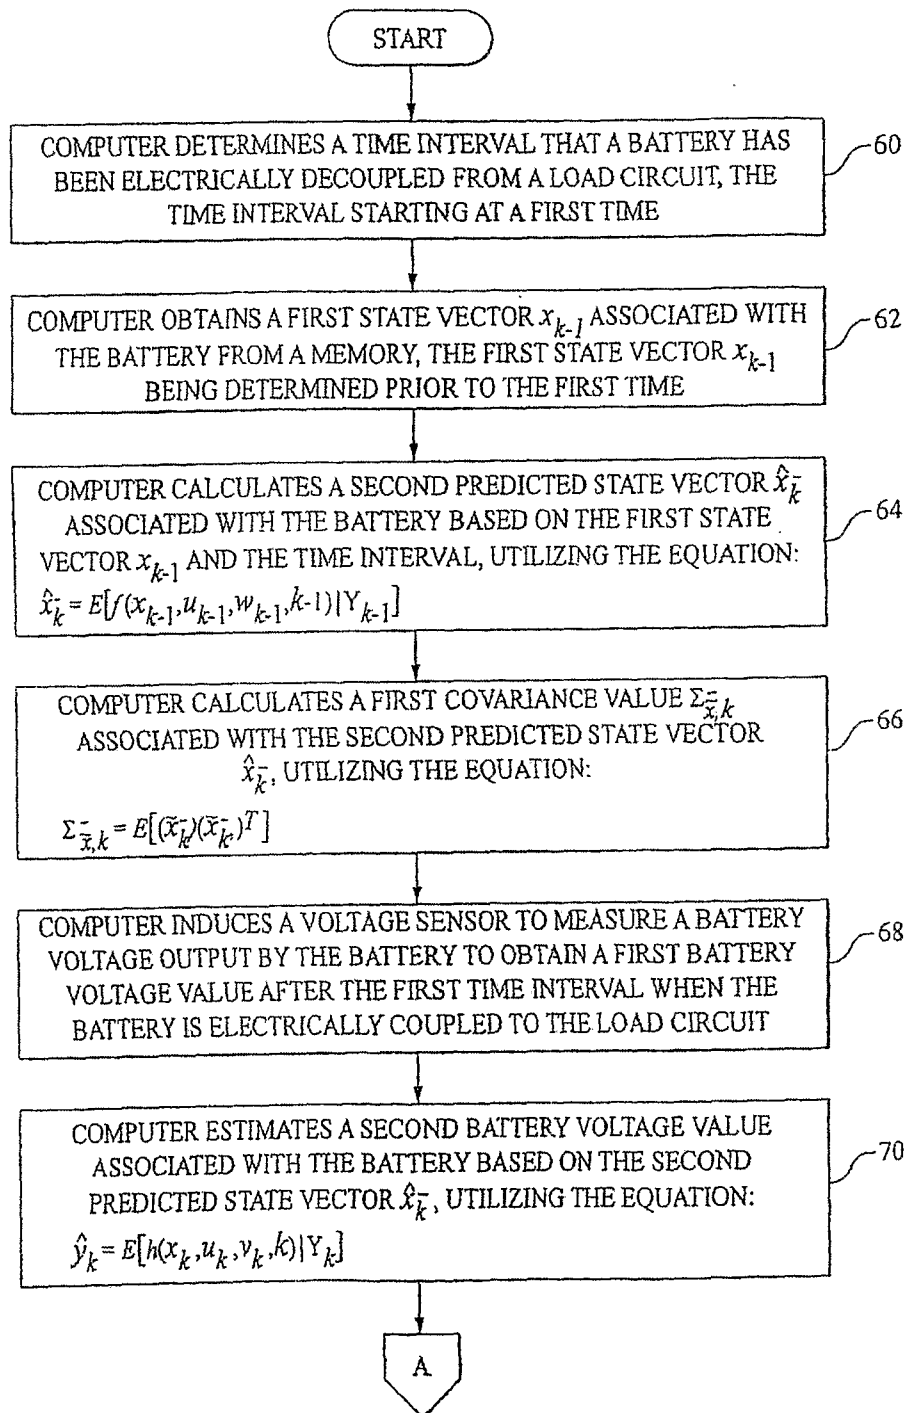 START
COMPUTER DETERMINES A TIME INTERVAL THAT A BATTERY HAS
BEEN ELECTRICALLY DECOUPLED FROM A LOAD CIRCUIT, THE
TIME INTERVAL STARTING AT A FIRST TIME
60
COMPUTER OBTAINS A FIRST STATE VECTOR x_{k-1} ASSOCIATED WITH
THE BATTERY FROM A MEMORY, THE FIRST STATE VECTOR x_{k-1}
BEING DETERMINED PRIOR TO THE FIRST TIME
62
COMPUTER CALCULATES A SECOND PREDICTED STATE VECTOR x̂_k^-
ASSOCIATED WITH THE BATTERY BASED ON THE FIRST STATE
VECTOR x_{k-1} AND THE TIME INTERVAL, UTILIZING THE EQUATION:
x̂_k^- = E[f(x_{k-1},u_{k-1},w_{k-1},k-1)|Y_{k-1}]
64
COMPUTER CALCULATES A FIRST COVARIANCE VALUE Σ_{x̃,k}^-
ASSOCIATED WITH THE SECOND PREDICTED STATE VECTOR
x̂_k^-, UTILIZING THE EQUATION:
Σ_{x̃,k}^- = E[(x̃_k^-)(x̃_k^-)^T]
66
COMPUTER INDUCES A VOLTAGE SENSOR TO MEASURE A BATTERY
VOLTAGE OUTPUT BY THE BATTERY TO OBTAIN A FIRST BATTERY
VOLTAGE VALUE AFTER THE FIRST TIME INTERVAL WHEN THE
BATTERY IS ELECTRICALLY COUPLED TO THE LOAD CIRCUIT
68
COMPUTER ESTIMATES A SECOND BATTERY VOLTAGE VALUE
ASSOCIATED WITH THE BATTERY BASED ON THE SECOND
PREDICTED STATE VECTOR x̂_k^-, UTILIZING THE EQUATION:
ŷ_k = E[h(x_k,u_k,v_k,k)|Y_k]
70
A